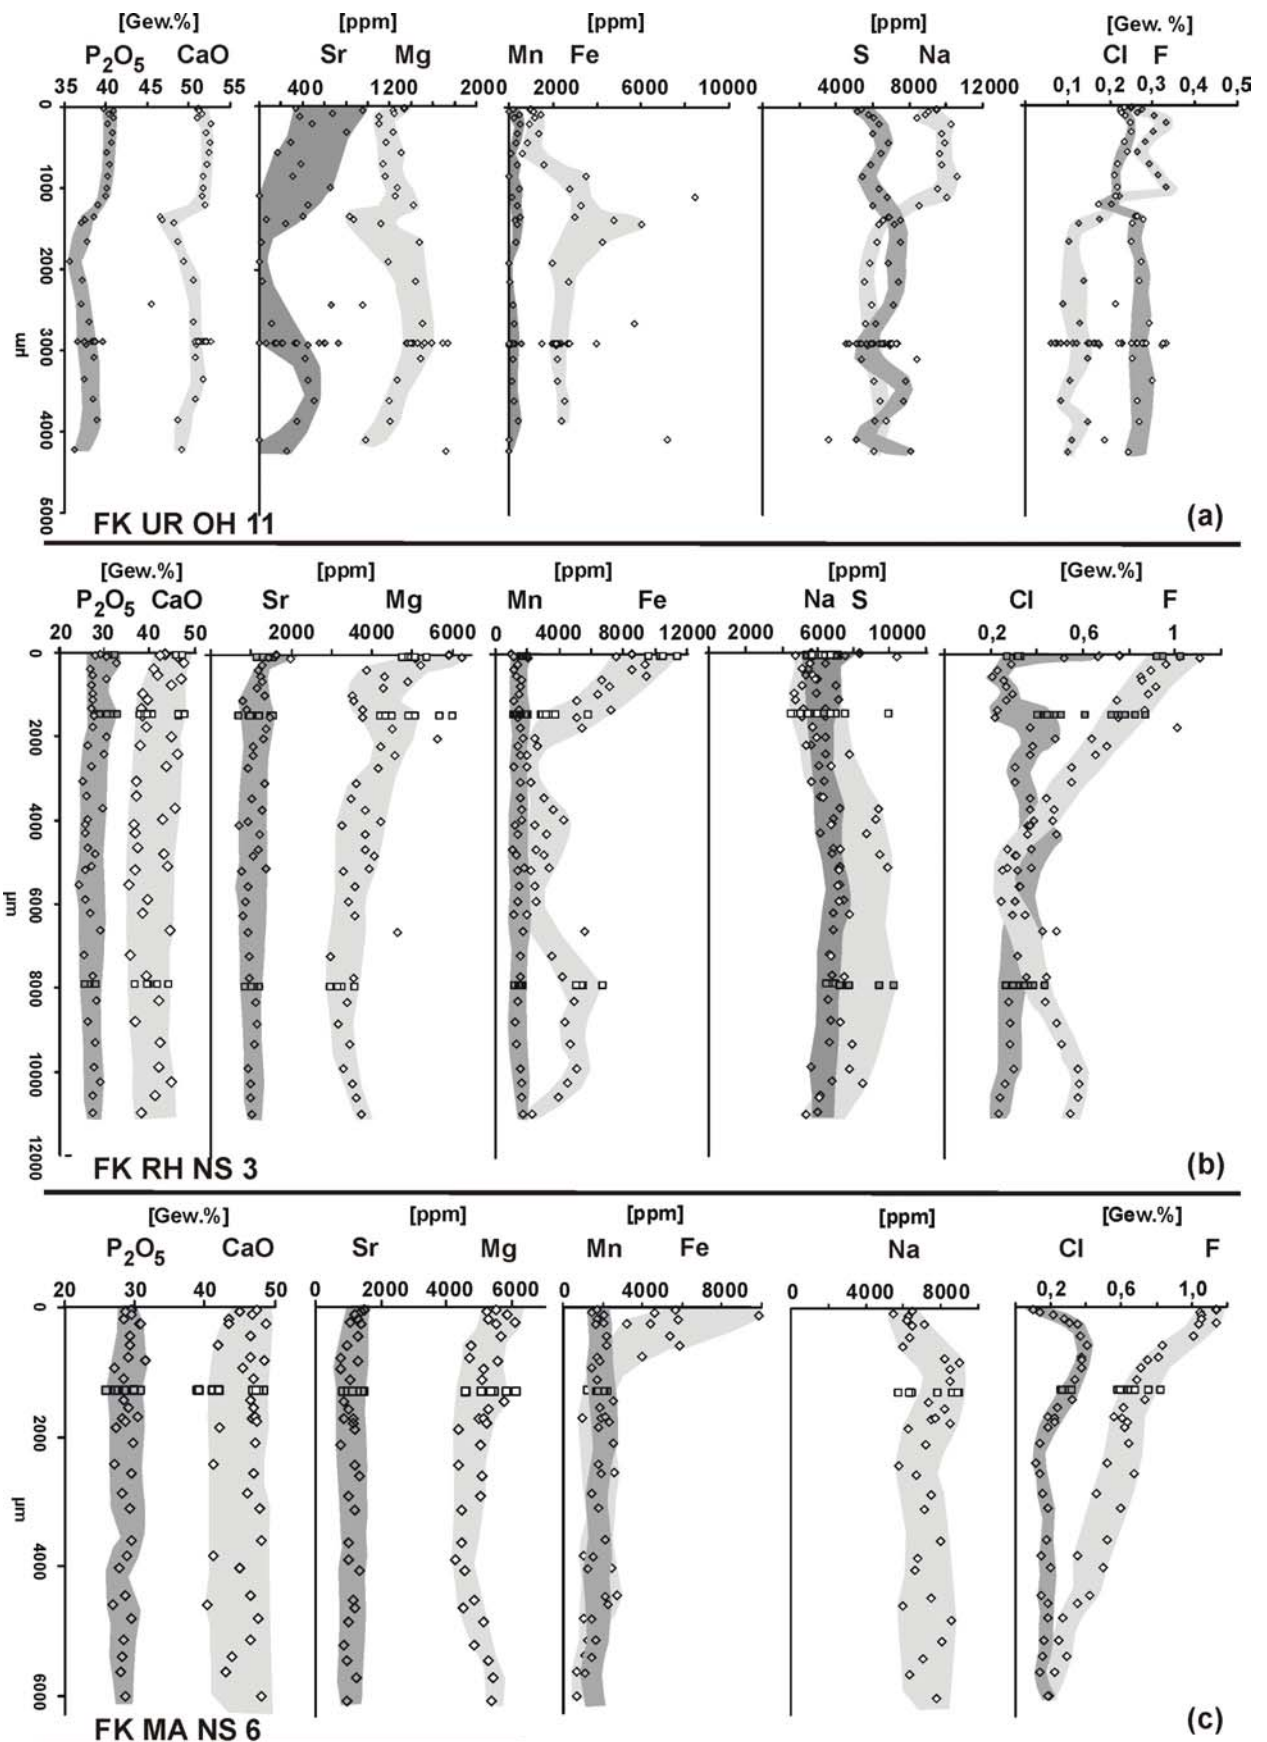 [Gew.%] [ppm] [ppm] [ppm] [Gew. %]
P2O5 CaO Sr Mg Mn Fe S Na Cl F
35 40 45 50 55 400 1200 2000 2000 6000 10000 4000 8000 12000 0,1 0,2 0,3 0,4 0,5
0
1000
2000
3000
4000
5000
µm
FK UR OH 11 (a)
[Gew.%] [ppm] [ppm] [ppm] [Gew.%]
P2O5 CaO Sr Mg Mn Fe Na S Cl F
20 30 40 50 2000 4000 6000 0 4000 8000 12000 2000 6000 10000 0,2 0,6 1
0
2000
4000
6000
8000
10000
12000
µm
FK RH NS 3 (b)
[Gew.%] [ppm] [ppm] [ppm] [Gew.%]
P2O5 CaO Sr Mg Mn Fe Na Cl F
20 30 40 50 0 2000 4000 6000 0 4000 8000 0 4000 8000 0,2 0,6 1,0
0
2000
4000
6000
µm
FK MA NS 6 (c)